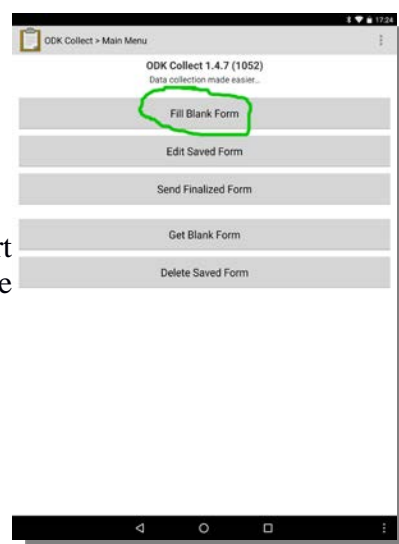 17:24
ODK Collect > Main Menu
ODK Collect 1.4.7 (1052)
Data collection made easier...
Fill Blank Form
Edit Saved Form
Send Finalized Form
Get Blank Form
Delete Saved Form
rt
e